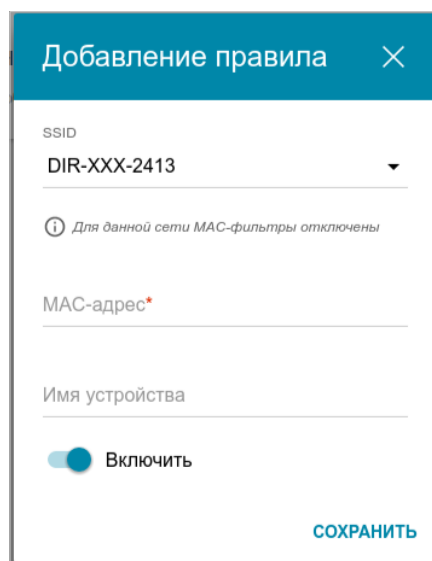 Добавление правила
SSID
DIR-XXX-2413
Для данной сети MAC-фильтры отключены
MAC-адрес*
Имя устройства
Включить
СОХРАНИТЬ